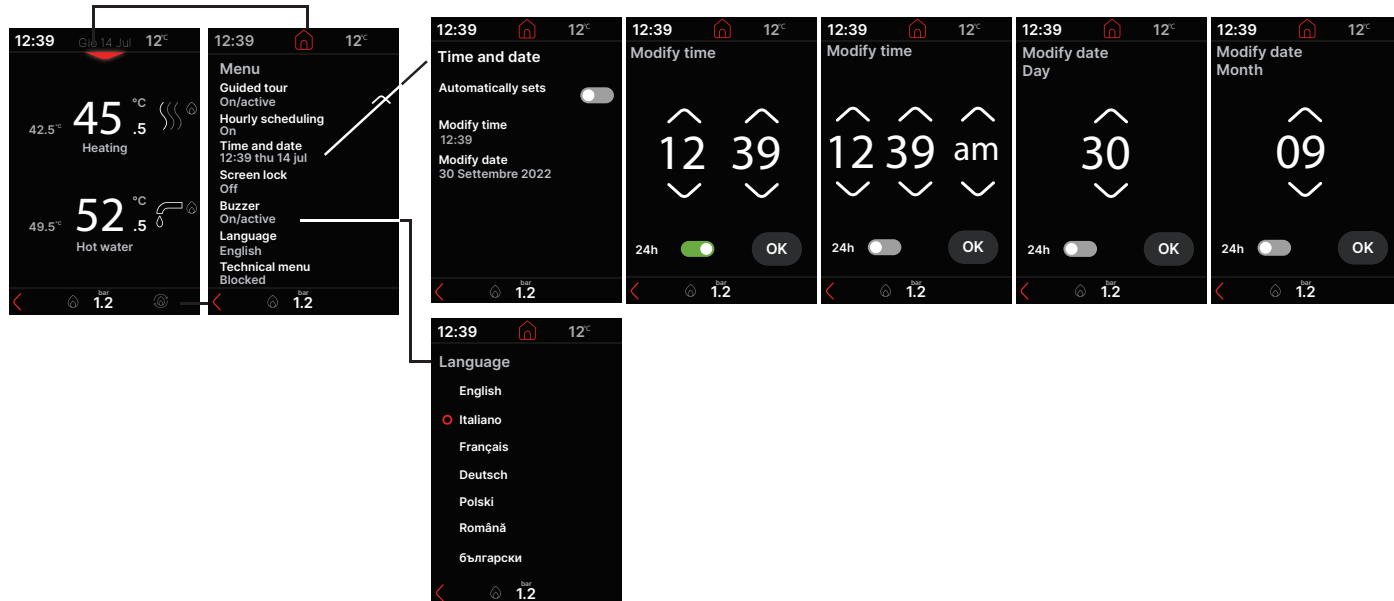 12:39 Gio 14 Jul 12°C
42.5°C 45 °C .5
Heating
49.5°C 52 °C .5
Hot water
bar
1.2
12:39 12°C
Menu
Guided tour
On/active
Hourly scheduling
On
Time and date
12:39 thu 14 jul
Screen lock
Off
Buzzer
On/active
Language
English
Technical menu
Blocked
bar
1.2
12:39 12°C
Time and date
Automatically sets
Modify time
12:39
Modify date
30 Settembre 2022
bar
1.2
12:39 12°C
Modify time
12 39
24h OK
bar
1.2
12:39 12°C
Modify time
12 39 am
24h OK
bar
1.2
12:39 12°C
Modify date
Day
30
24h OK
bar
1.2
12:39 12°C
Modify date
Month
09
24h OK
bar
1.2
12:39 12°C
Language
English
Italiano
Français
Deutsch
Polski
Română
български
bar
1.2